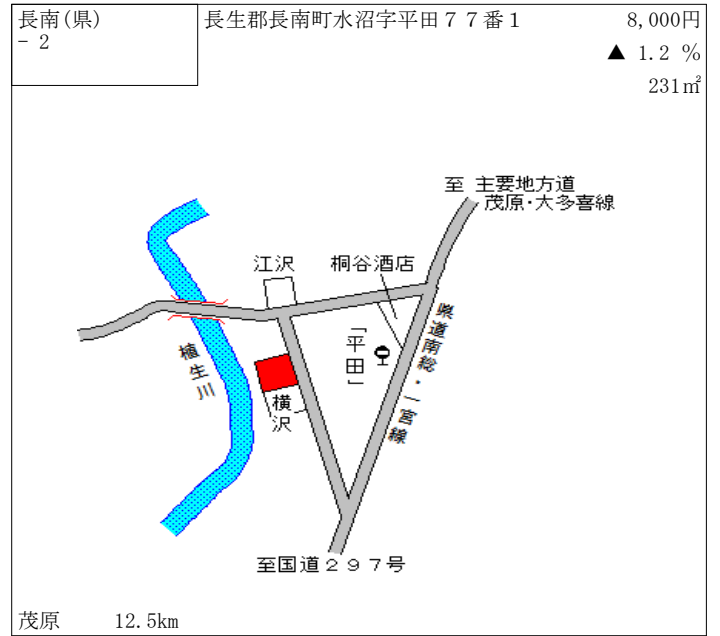 長南(県)
- 2
長生郡長南町水沼字平田７７番１
8,000円
▲ 1.2 %
231㎡
至 主要地方道
茂原・大多喜線
江沢
桐谷酒店
「平田」
県道南総・一宮線
植生川
横沢
至国道２９７号
茂原 12.5km